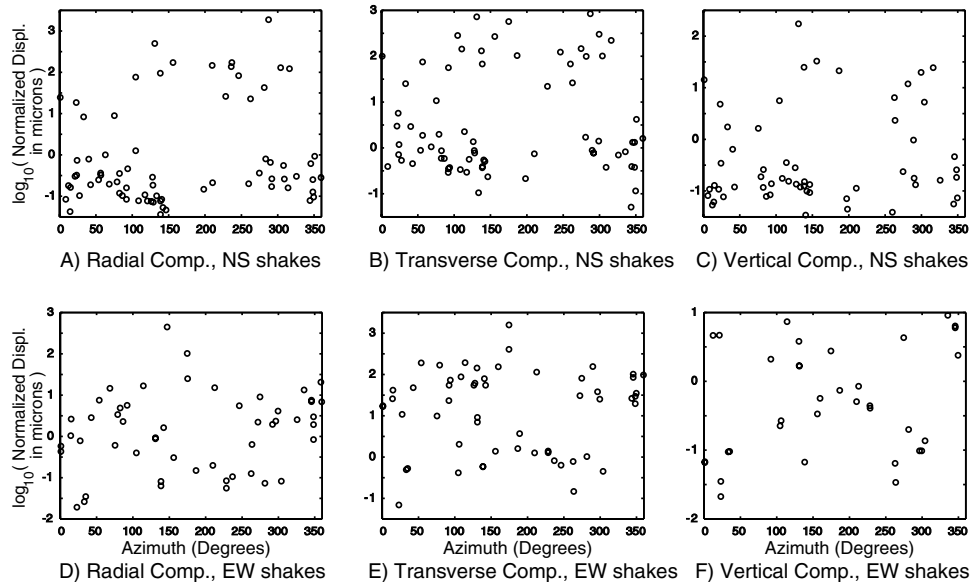 log10( Normalized Displ. in microns )
3
2
1
0
-1
0 50 100 150 200 250 300 350
A) Radial Comp., NS shakes
3
2
1
0
-1
0 50 100 150 200 250 300 350
B) Transverse Comp., NS shakes
2
1
0
-1
0 50 100 150 200 250 300 350
C) Vertical Comp., NS shakes
log10( Normalized Displ. in microns )
3
2
1
0
-1
-2
0 50 100 150 200 250 300 350
Azimuth (Degrees)
D) Radial Comp., EW shakes
3
2
1
0
-1
0 50 100 150 200 250 300 350
Azimuth (Degrees)
E) Transverse Comp., EW shakes
1
0
-1
0 50 100 150 200 250 300 350
Azimuth (Degrees)
F) Vertical Comp., EW shakes